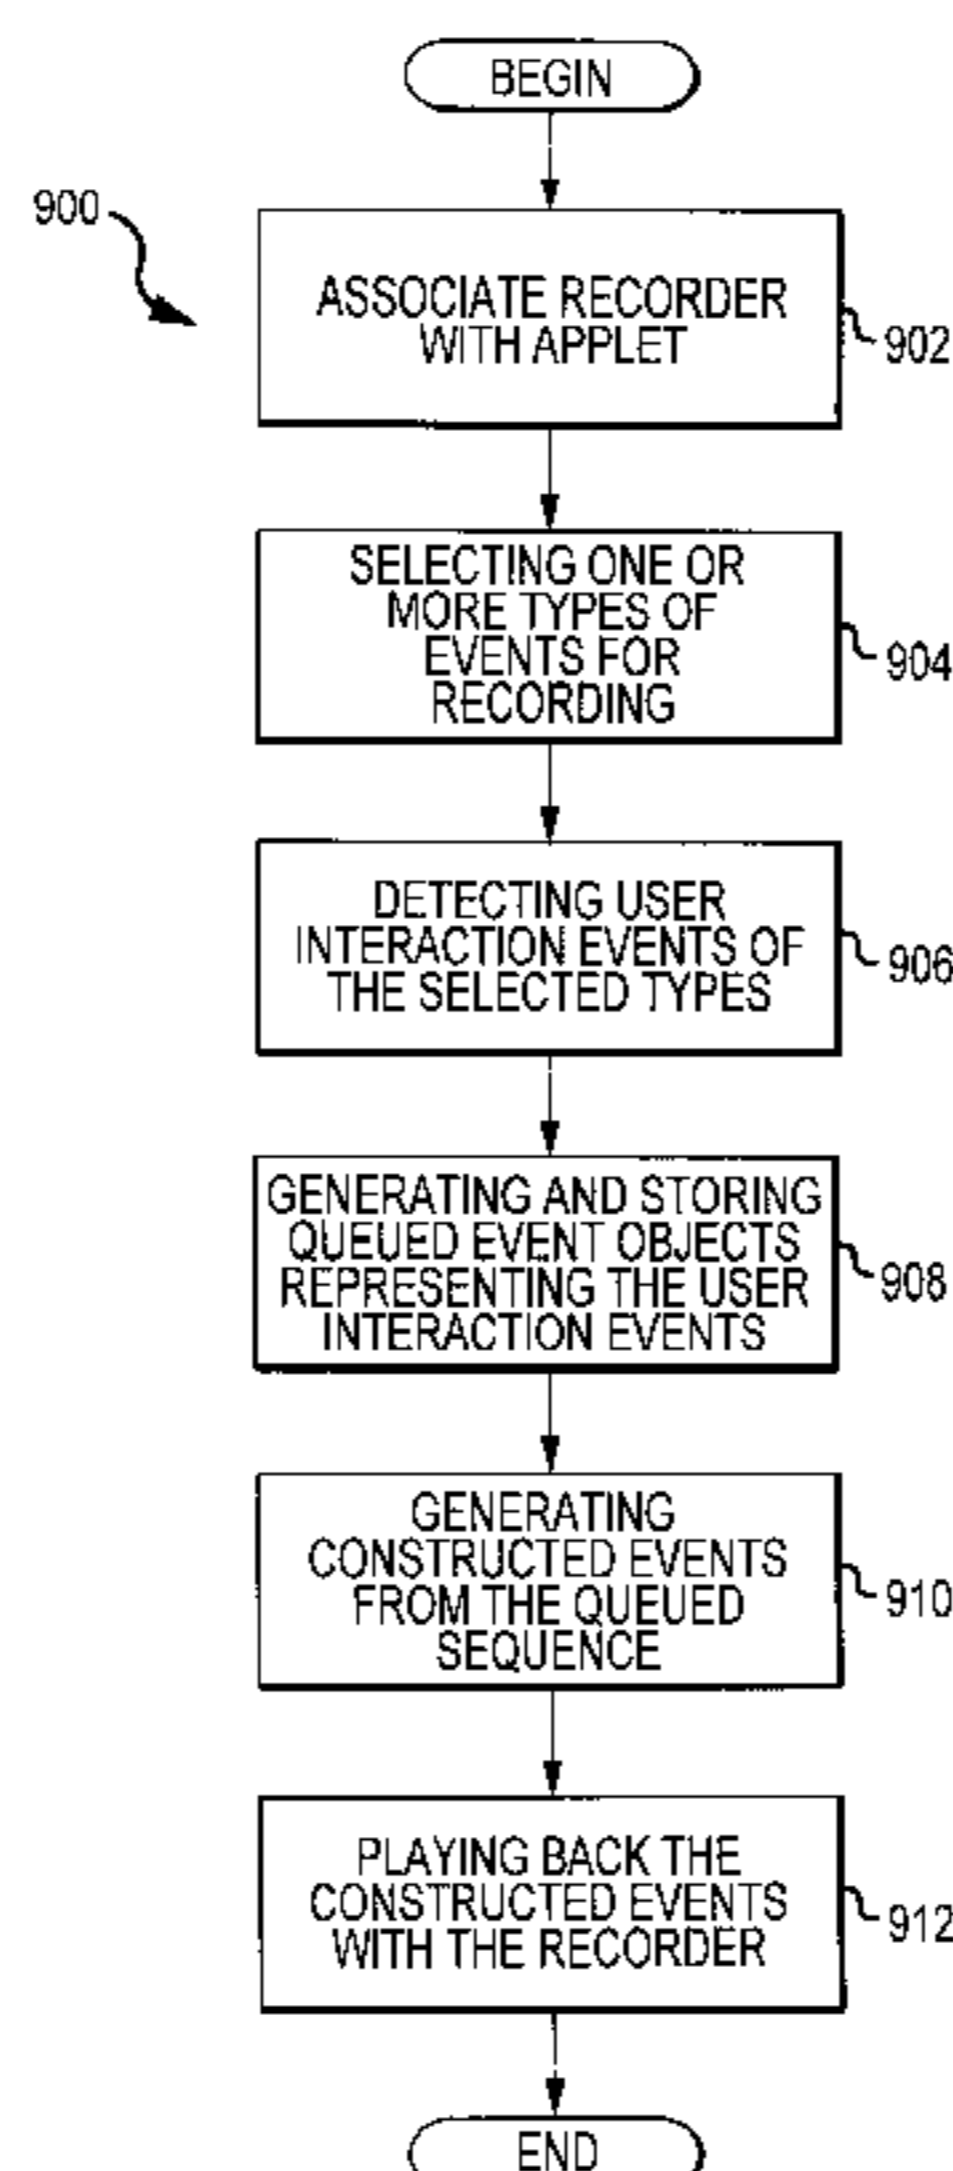 BEGIN
900
ASSOCIATE RECORDER
WITH APPLET
902
SELECTING ONE OR
MORE TYPES OF
EVENTS FOR
RECORDING
904
DETECTING USER
INTERACTION EVENTS OF
THE SELECTED TYPES
906
GENERATING AND STORING
QUEUED EVENT OBJECTS
REPRESENTING THE USER
INTERACTION EVENTS
908
GENERATING
CONSTRUCTED EVENTS
FROM THE QUEUED
SEQUENCE
910
PLAYING BACK THE
CONSTRUCTED EVENTS
WITH THE RECORDER
912
END